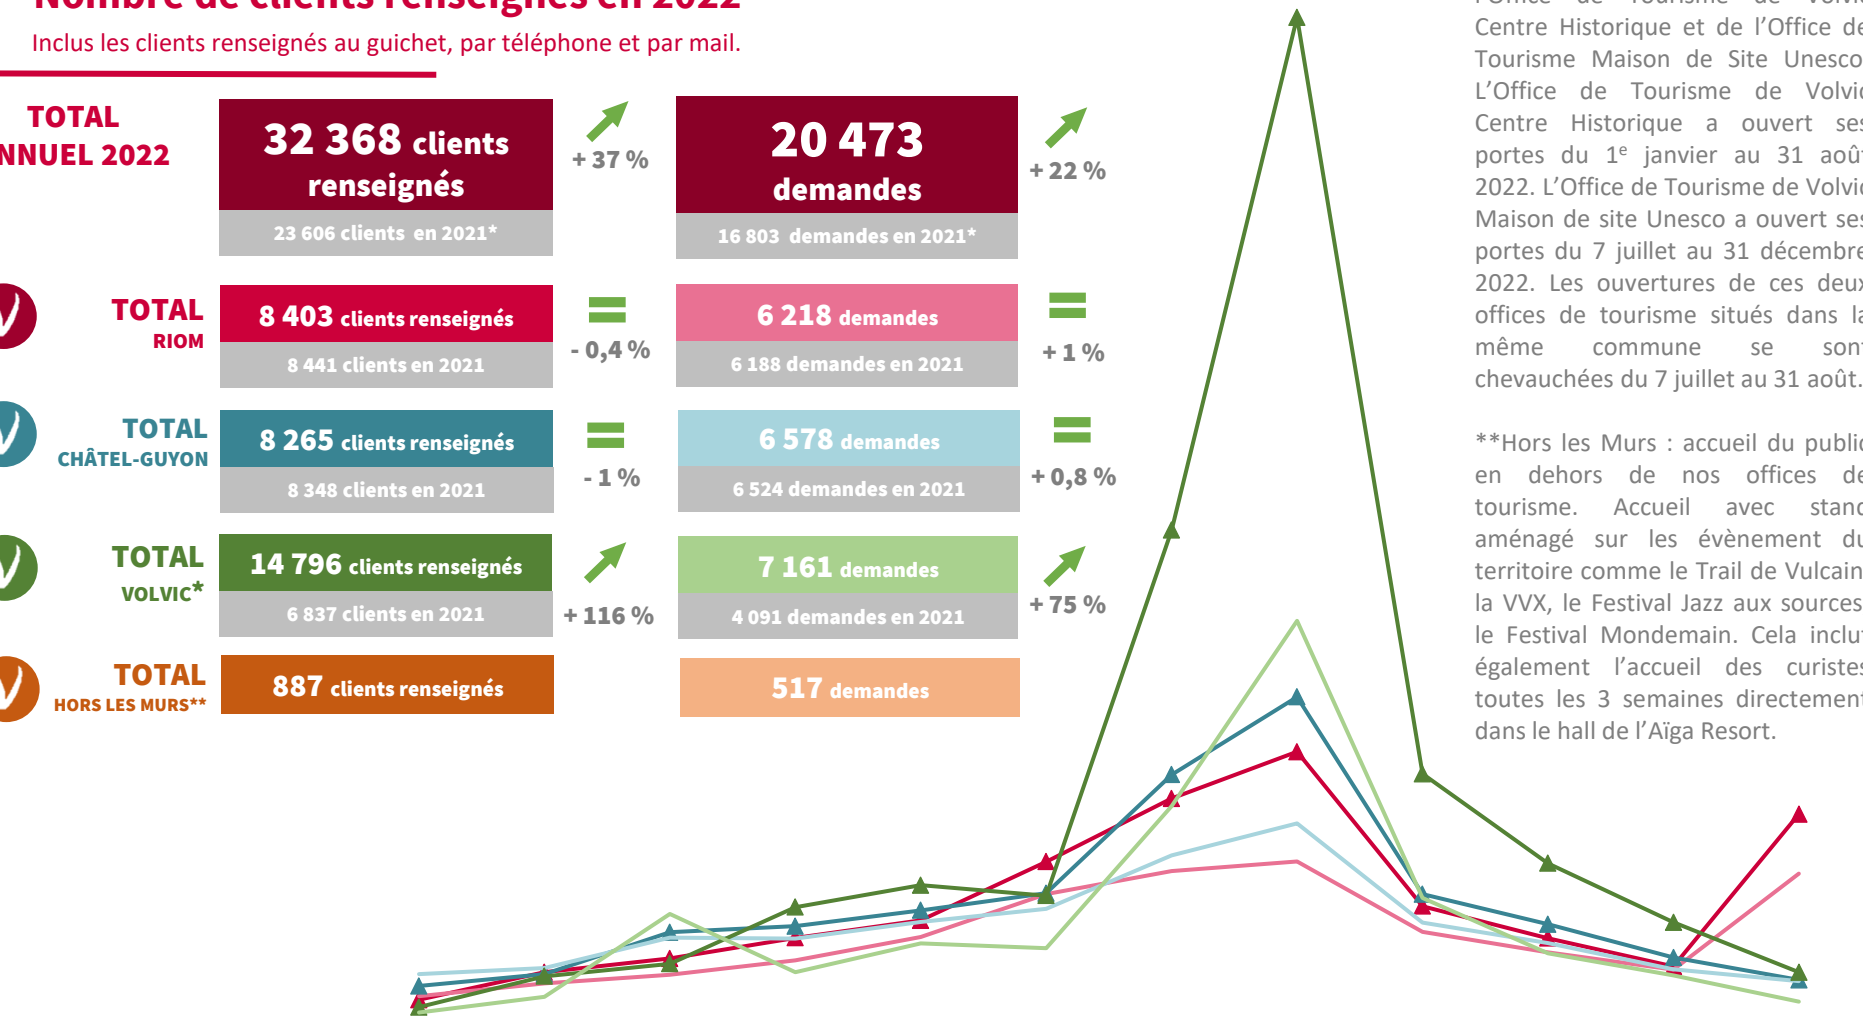 Nombre de clients renseignés en 2022
Inclus les clients renseignés au guichet, par téléphone et par mail.
TOTAL
NNUEL 2022
32 368 clients
renseignés
23 606 clients en 2021*
+ 37 %
20 473
demandes
16 803 demandes en 2021*
+ 22 %
TOTAL
RIOM
8 403 clients renseignés
8 441 clients en 2021
- 0,4 %
6 218 demandes
6 188 demandes en 2021
+ 1 %
TOTAL
CHÂTEL-GUYON
8 265 clients renseignés
8 348 clients en 2021
- 1 %
6 578 demandes
6 524 demandes en 2021
+ 0,8 %
TOTAL
VOLVIC*
14 796 clients renseignés
6 837 clients en 2021
+ 116 %
7 161 demandes
4 091 demandes en 2021
+ 75 %
TOTAL
HORS LES MURS**
887 clients renseignés
517 demandes
l'Office de Tourisme de Volvic
Centre Historique et de l'Office de
Tourisme Maison de Site Unesco
L'Office de Tourisme de Volvic
Centre Historique a ouvert ses
portes du 1e janvier au 31 août
2022. L'Office de Tourisme de Volvic
Maison de site Unesco a ouvert ses
portes du 7 juillet au 31 décembre
2022. Les ouvertures de ces deux
offices de tourisme situés dans la
même commune se sont
chevauchées du 7 juillet au 31 août.
**Hors les Murs : accueil du public
en dehors de nos offices de
tourisme. Accueil avec stand
aménagé sur les évènement du
territoire comme le Trail de Vulcain
la VVX, le Festival Jazz aux sources
le Festival Mondemain. Cela inclut
également l'accueil des curistes
toutes les 3 semaines directement
dans le hall de l'Aïga Resort.